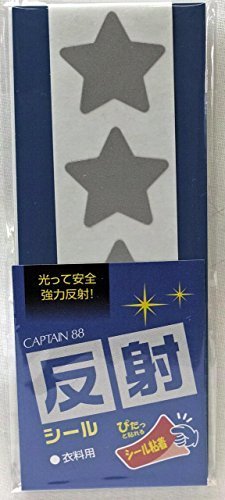 光って安全
強力反射!
CAPTAIN 88
反射
シール
●衣料用
ぴたっ
と貼れる
シール粘着